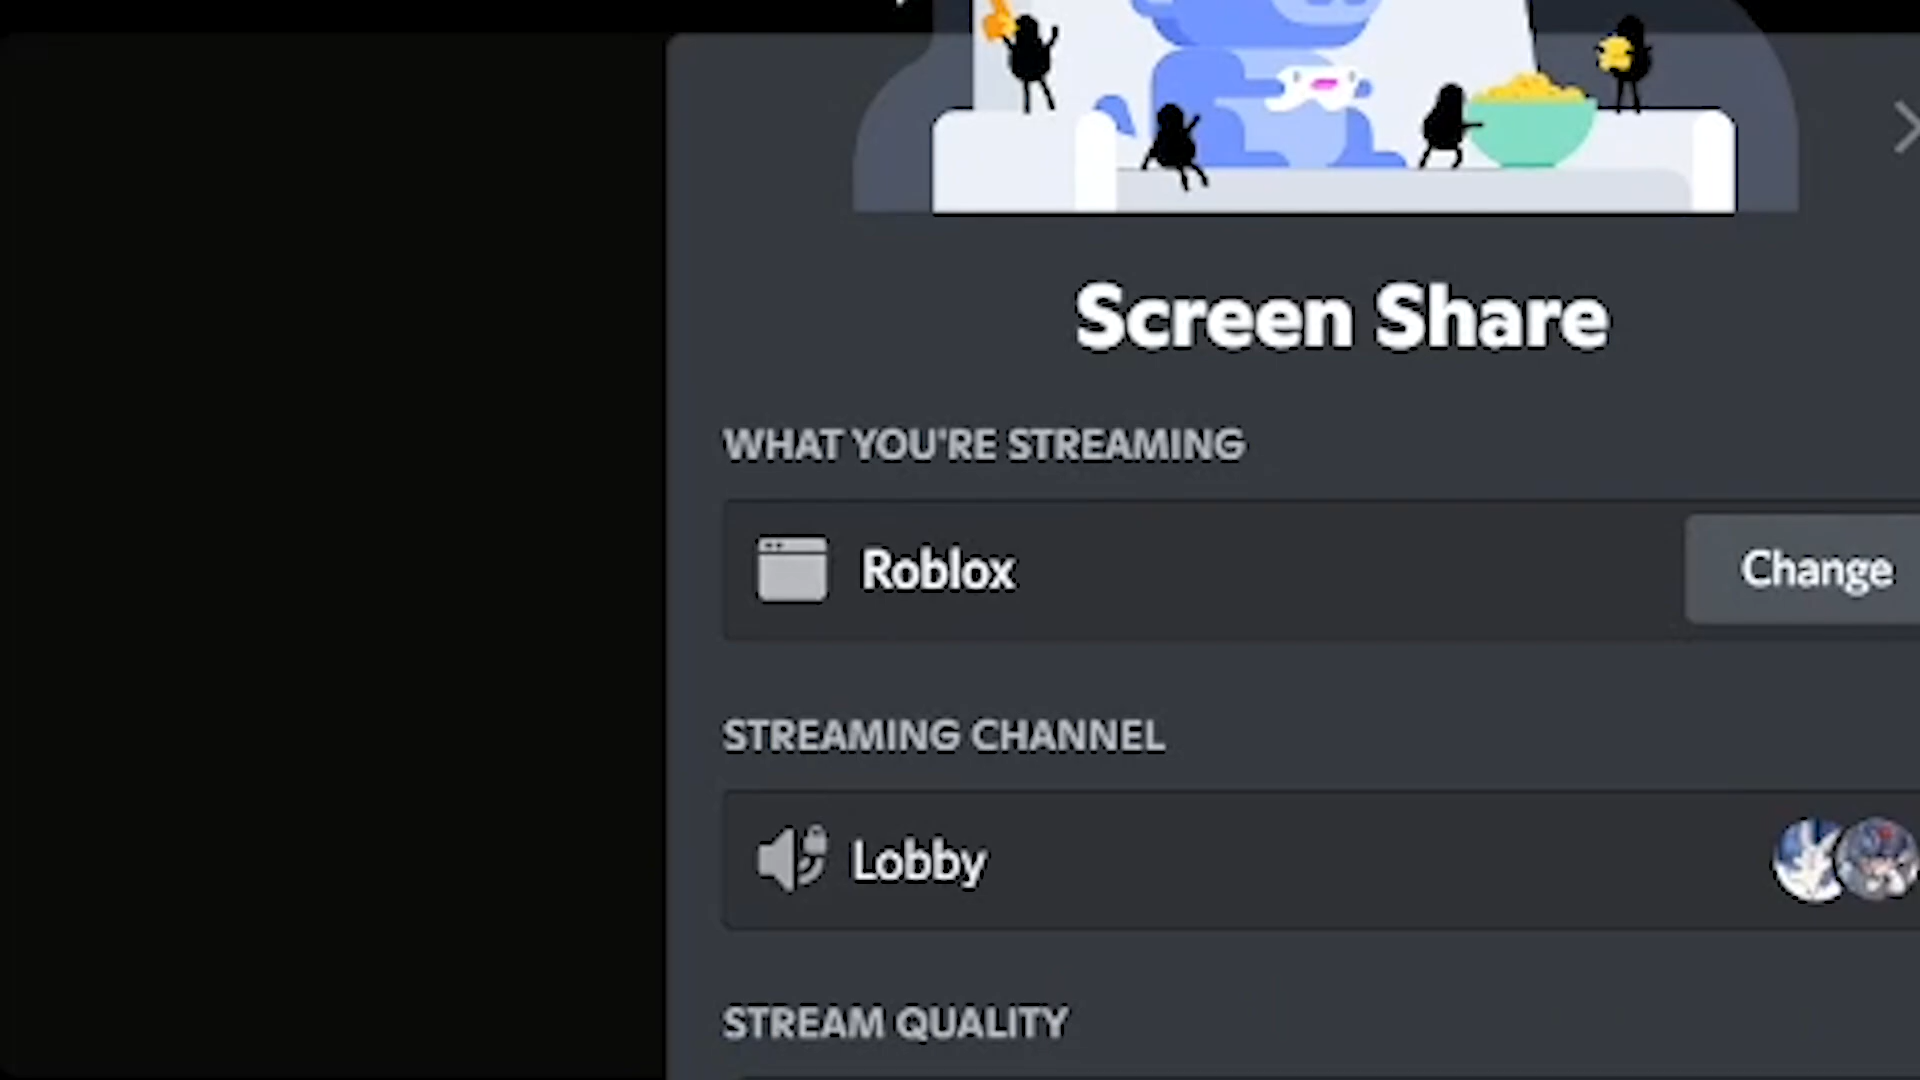 Screen Share
WHAT YOU'RE STREAMING
Roblox
Change
STREAMING CHANNEL
Lobby
STREAM QUALITY